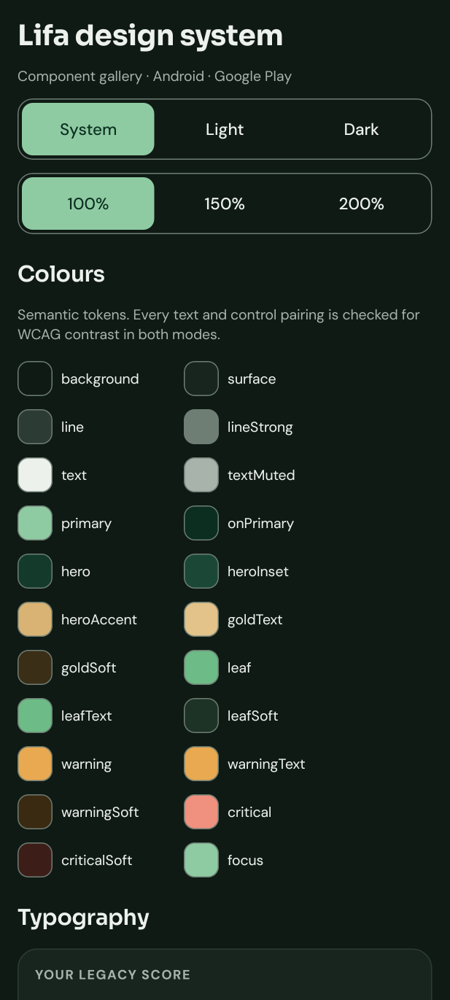 Lifa design system
Component gallery · Android · Google Play
System Light Dark
100% 150% 200%
Colours
Semantic tokens. Every text and control pairing is checked for
WCAG contrast in both modes.
background surface
line lineStrong
text textMuted
primary onPrimary
hero heroInset
heroAccent goldText
goldSoft leaf
leafText leafSoft
warning warningText
warningSoft critical
criticalSoft focus
Typography
YOUR LEGACY SCORE